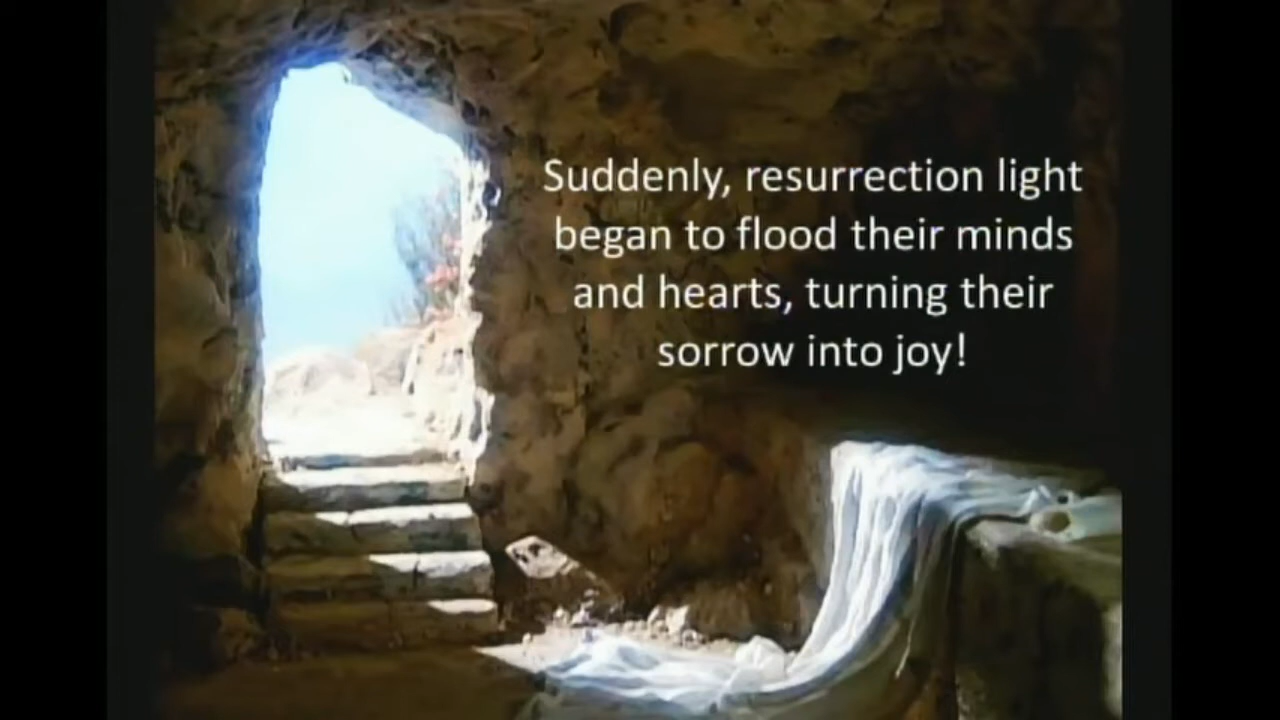 Suddenly, resurrection light
began to flood their minds
and hearts, turning their
sorrow into joy!